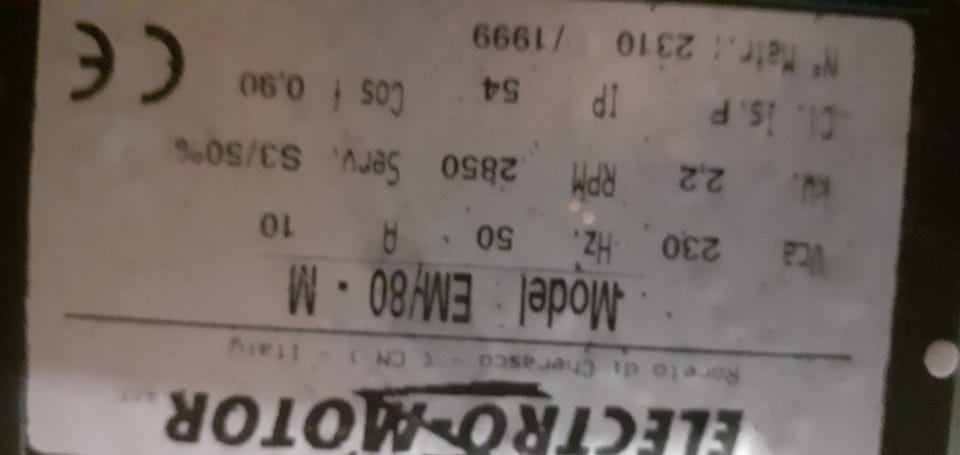 ELECTRO-MOTOR
Roreto di Cherasco - ( CN ) - Italy
Model EM/80 - M
Vca 230 Hz. 50 A 10
kW. 2,2 RPM 2850 Serv. S3/50%
Cl. is. F IP 54 Cos f 0,90
N° Matr.: 2310 /1999
CE